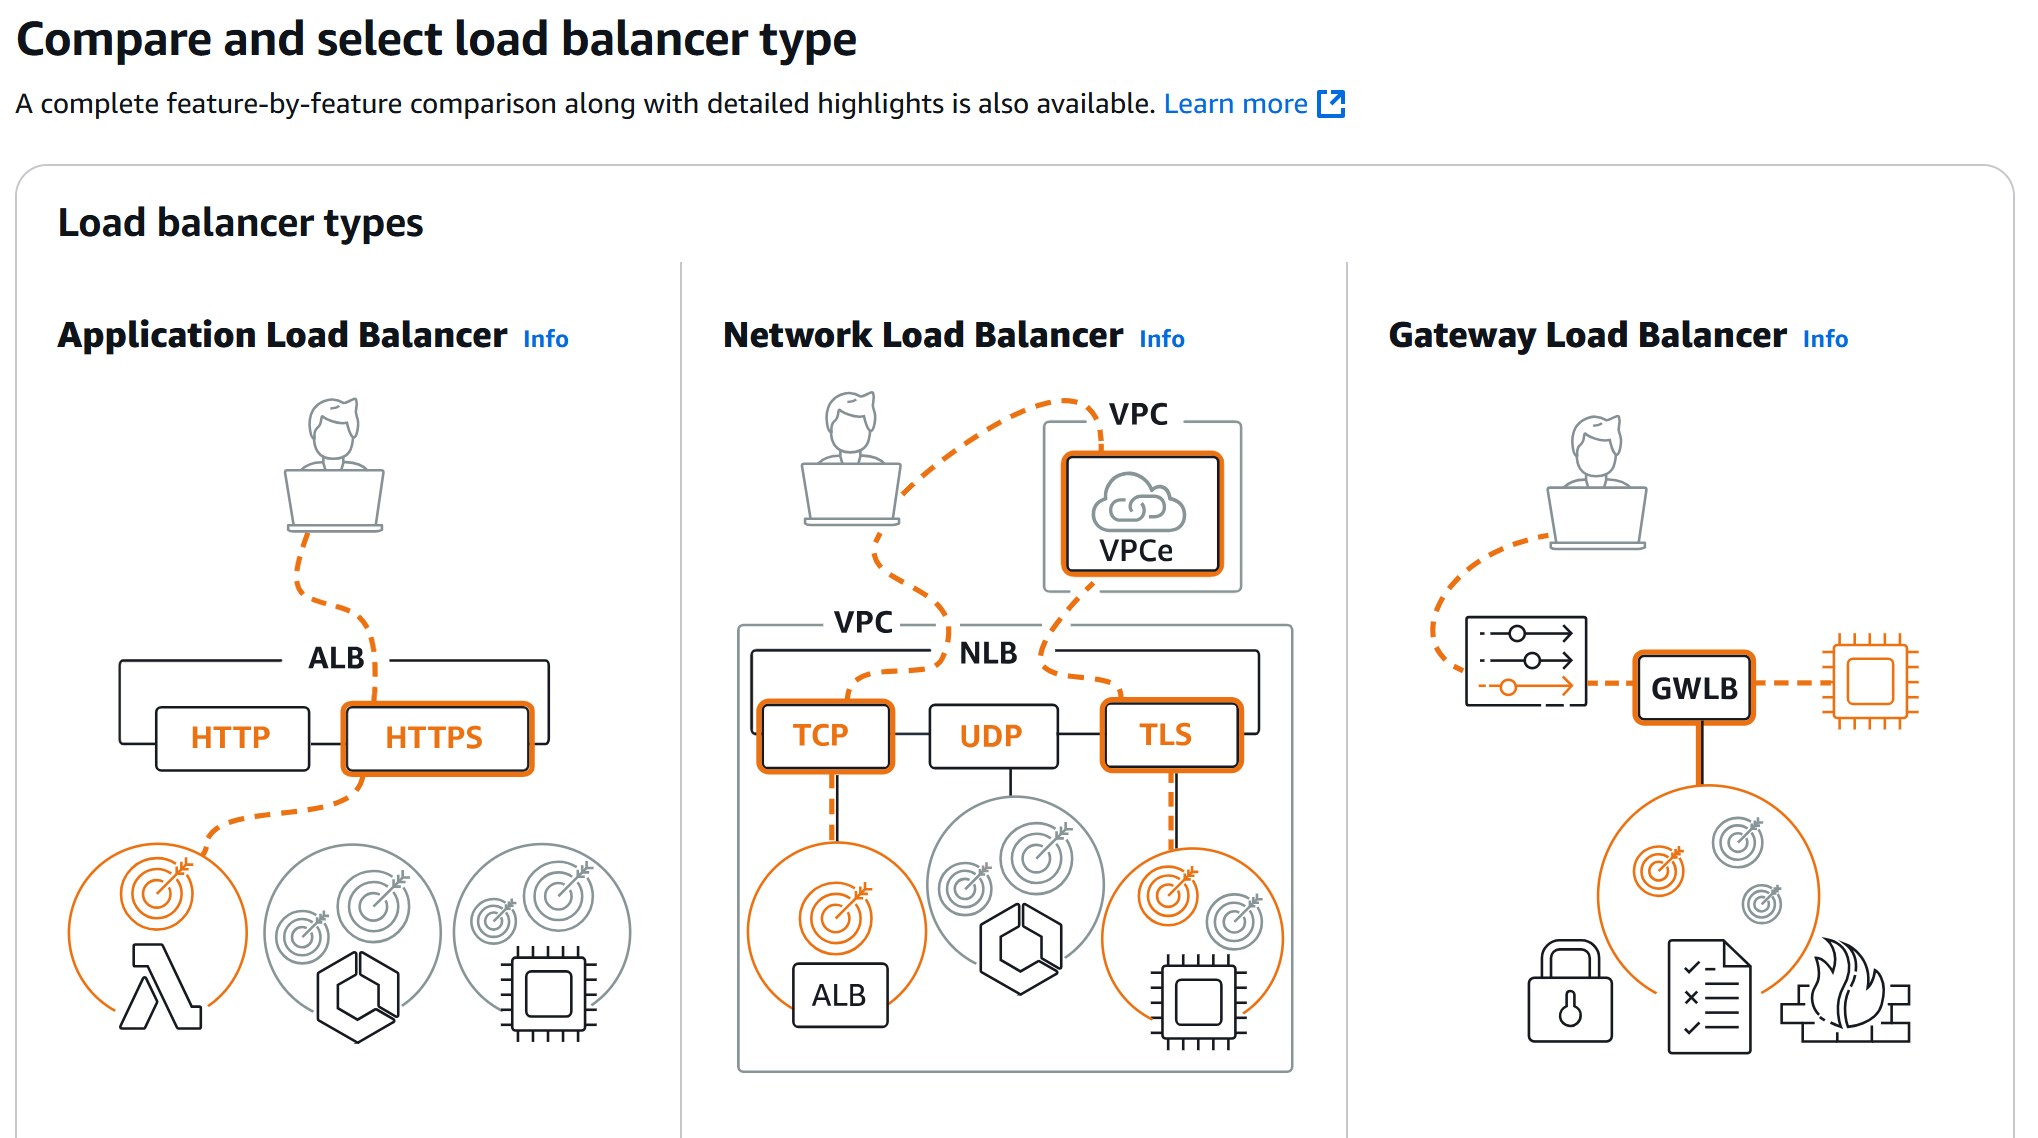 Compare and select load balancer type
A complete feature-by-feature comparison along with detailed highlights is also available. Learn more
Load balancer types
Application Load Balancer Info
ALB
HTTP
HTTPS
Network Load Balancer Info
VPC
VPCe
VPC
NLB
TCP
UDP
TLS
ALB
Gateway Load Balancer Info
GWLB